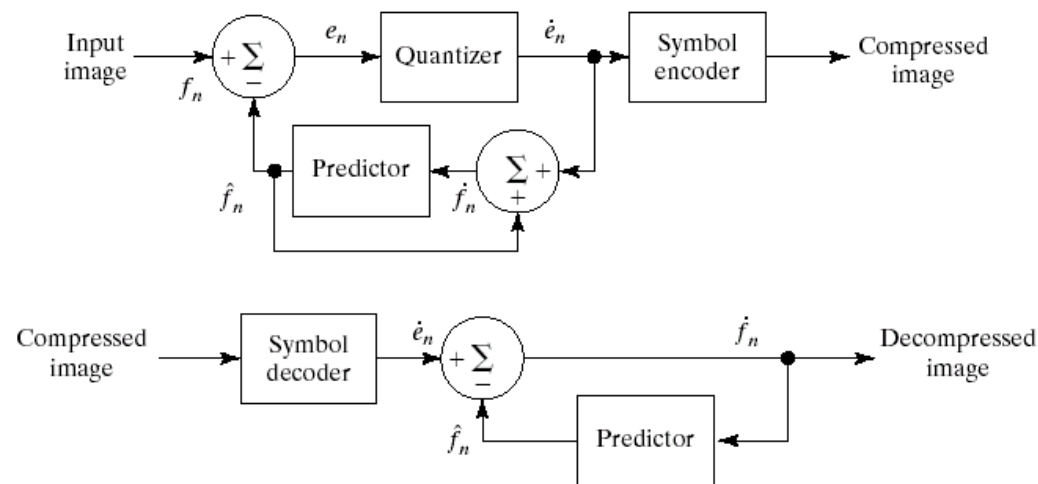 Input image
f_n
+ Σ −
e_n
Quantizer
ė_n
Symbol encoder
Compressed image
f̂_n
Predictor
ḟ_n
Σ + +
Compressed image
Symbol decoder
ė_n
+ Σ −
ḟ_n
Decompressed image
f̂_n
Predictor